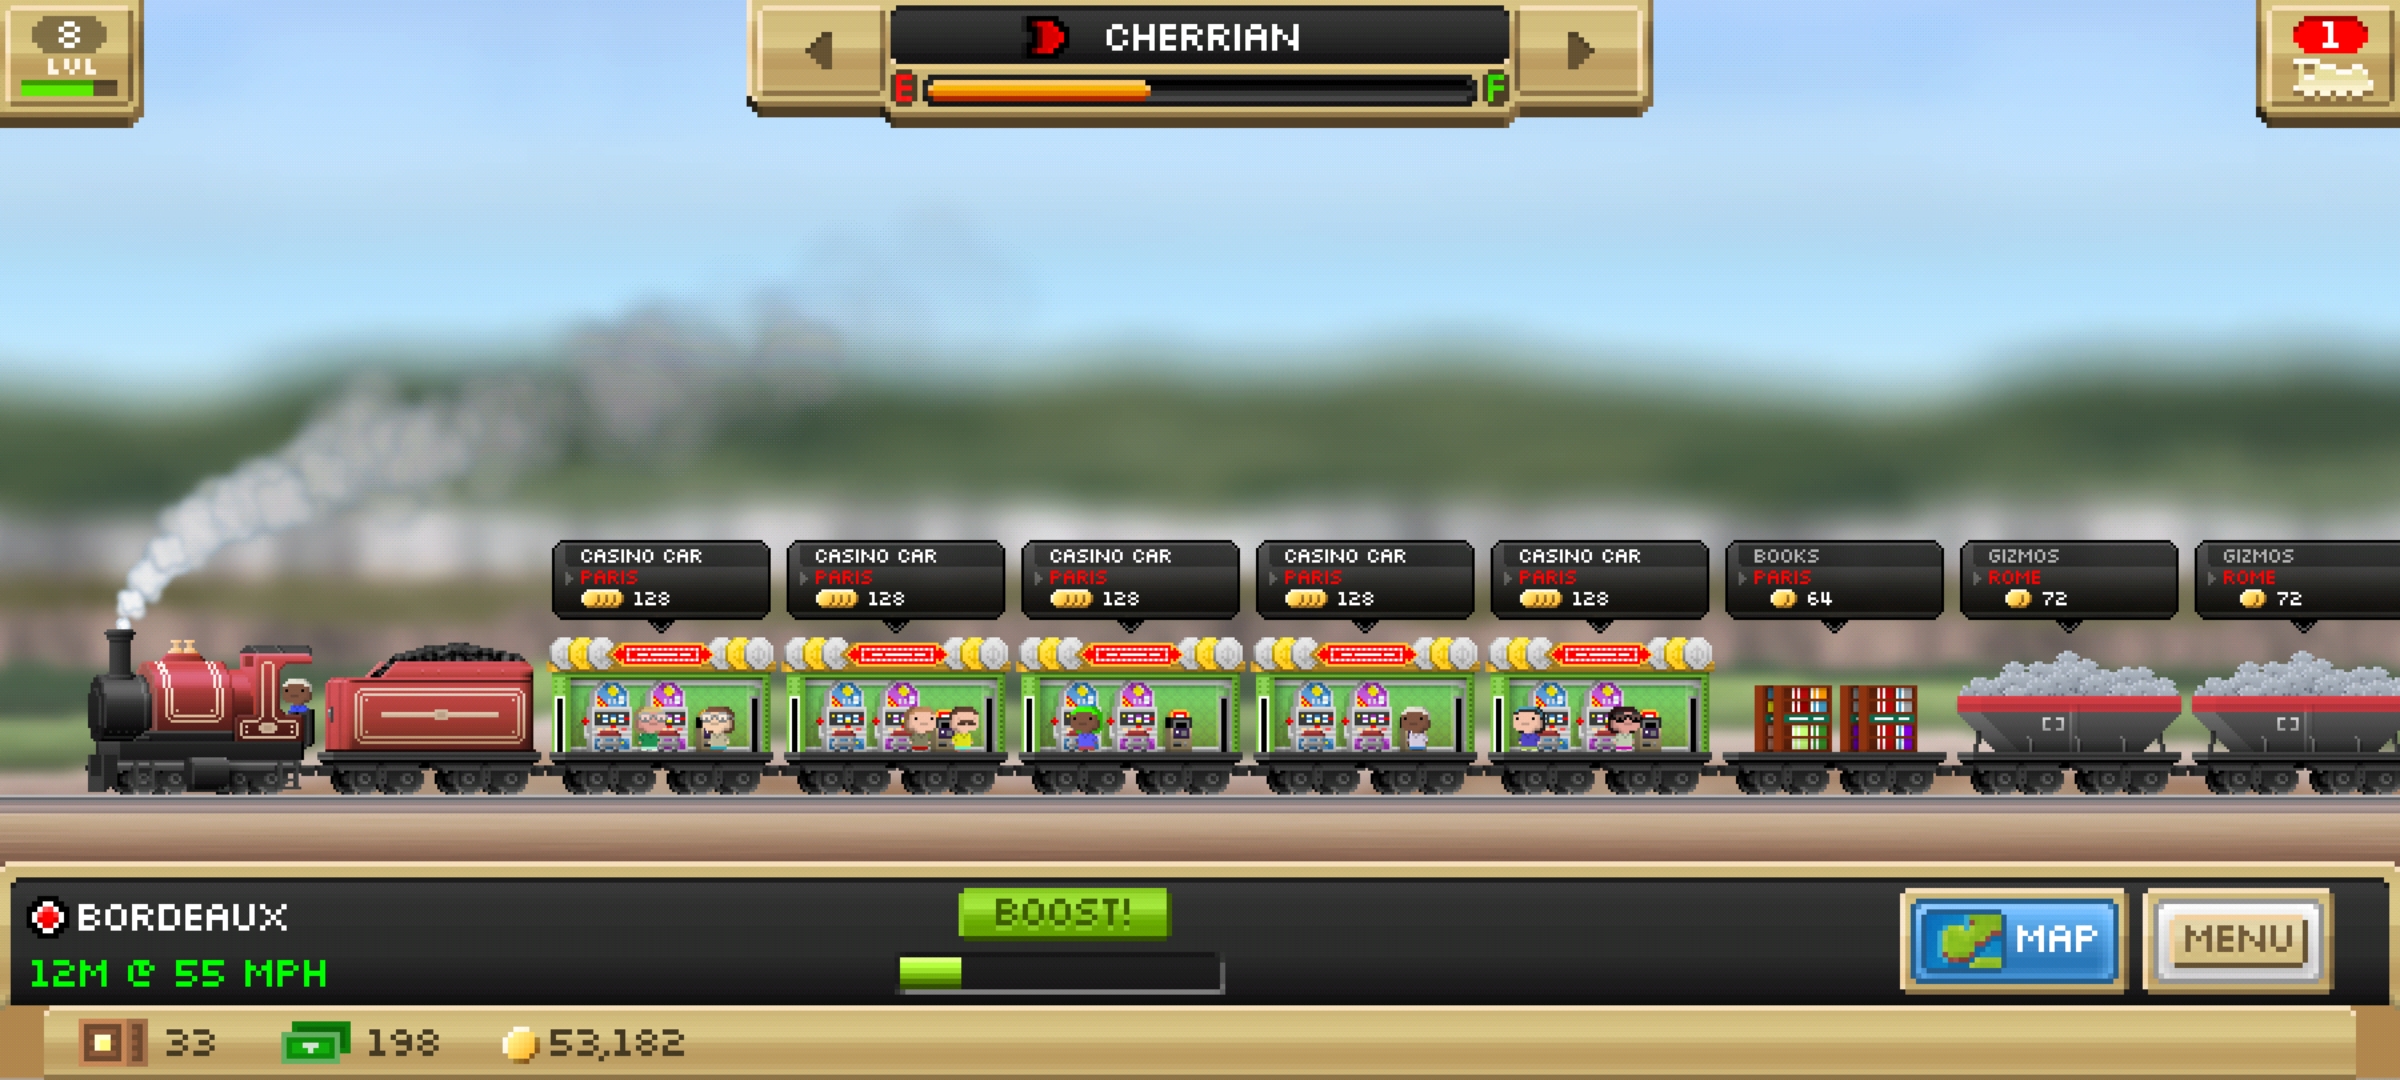 8
LVL
CHERRIAN
E
F
1
CASINO CAR
PARIS
128
CASINO CAR
PARIS
128
CASINO CAR
PARIS
128
CASINO CAR
PARIS
128
CASINO CAR
PARIS
128
BOOKS
PARIS
64
GIZMOS
ROME
72
GIZMOS
ROME
72
BORDEAUX
12M @ 55 MPH
BOOST!
MAP
MENU
33
198
53,182